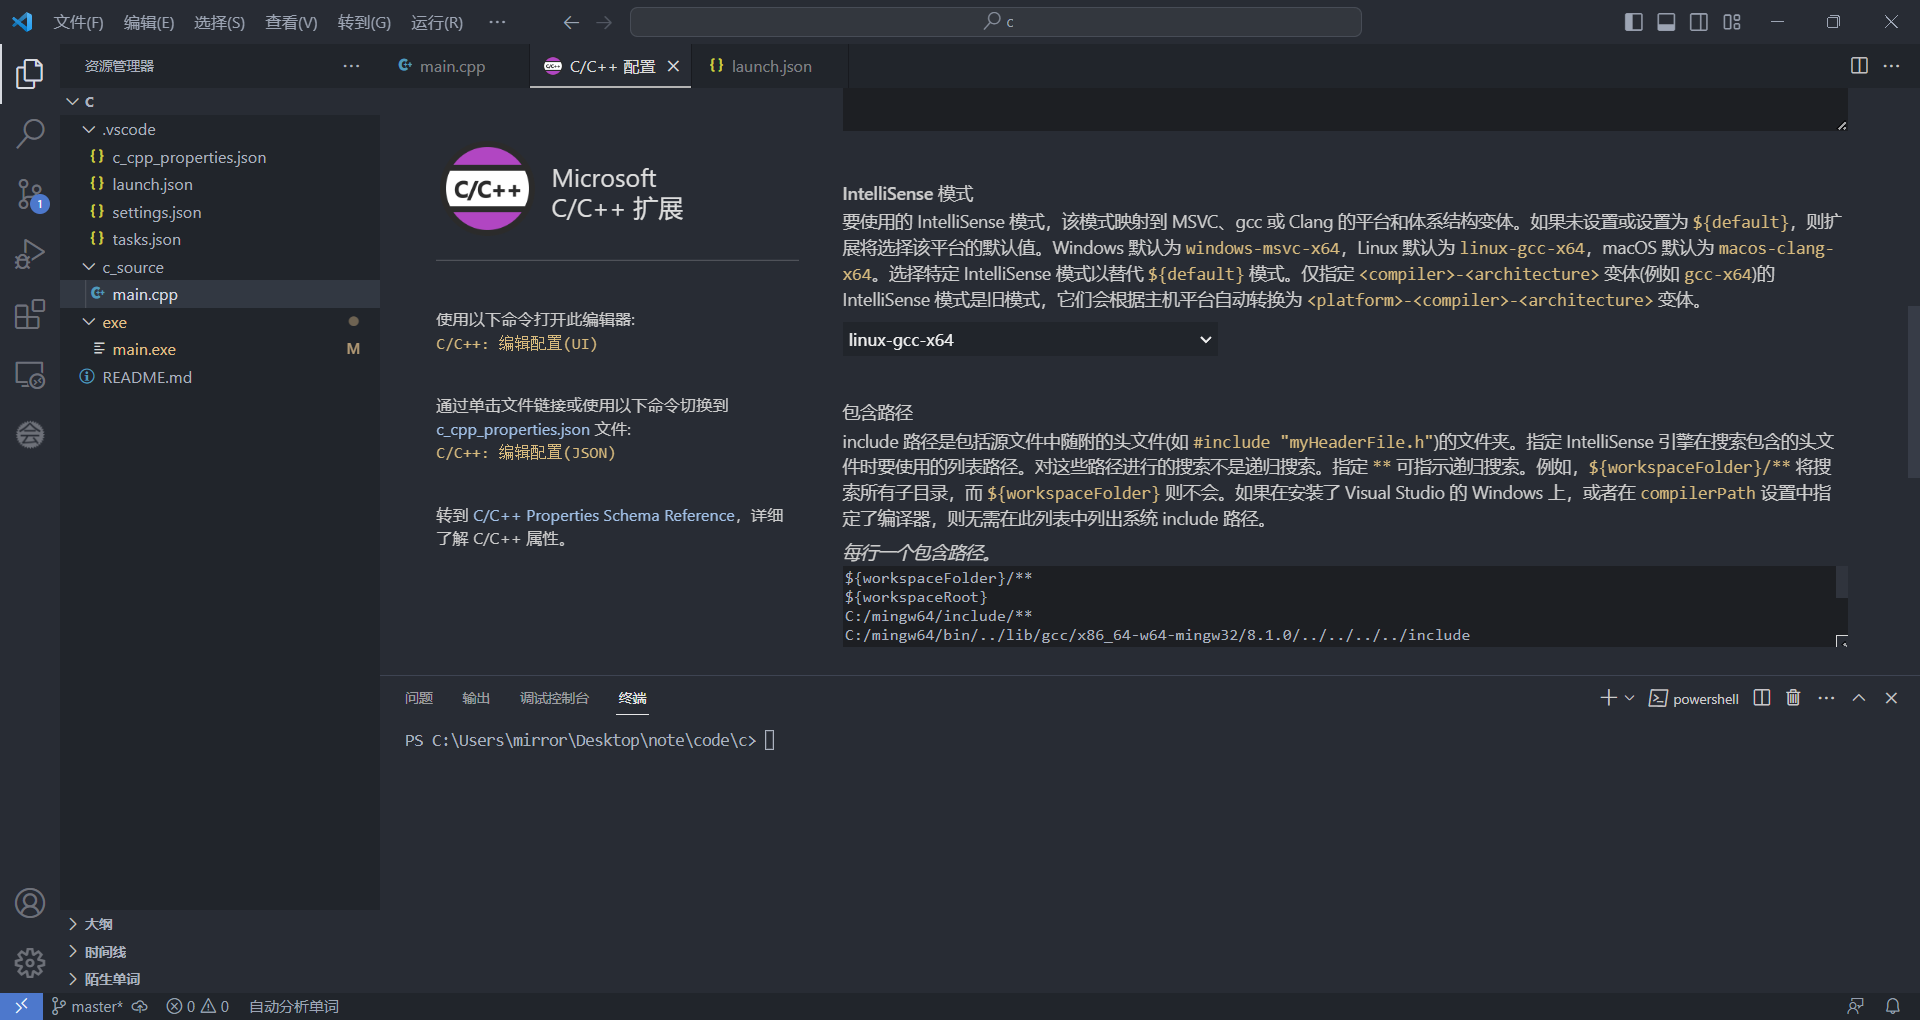 文件(F) 编辑(E) 选择(S) 查看(V) 转到(G) 运行(R) ···
c
资源管理器
main.cpp
C/C++ 配置
launch.json
C
.vscode
c_cpp_properties.json
launch.json
settings.json
tasks.json
c_source
main.cpp
exe
main.exe M
README.md
大纲
时间线
陌生单词
1
会
C/C++
Microsoft
C/C++ 扩展
使用以下命令打开此编辑器:
C/C++: 编辑配置(UI)
通过单击文件链接或使用以下命令切换到
c_cpp_properties.json 文件:
C/C++: 编辑配置(JSON)
转到 C/C++ Properties Schema Reference，详细
了解 C/C++ 属性。
IntelliSense 模式
要使用的 IntelliSense 模式，该模式映射到 MSVC、gcc 或 Clang 的平台和体系结构变体。如果未设置或设置为 ${default}，则扩
展将选择该平台的默认值。Windows 默认为 windows-msvc-x64，Linux 默认为 linux-gcc-x64，macOS 默认为 macos-clang-
x64。选择特定 IntelliSense 模式以替代 ${default} 模式。仅指定 <compiler>-<architecture> 变体(例如 gcc-x64)的
IntelliSense 模式是旧模式，它们会根据主机平台自动转换为 <platform>-<compiler>-<architecture> 变体。
linux-gcc-x64
包含路径
include 路径是包括源文件中随附的头文件(如 #include "myHeaderFile.h")的文件夹。指定 IntelliSense 引擎在搜索包含的头文
件时要使用的列表路径。对这些路径进行的搜索不是递归搜索。指定 ** 可指示递归搜索。例如，${workspaceFolder}/** 将搜
索所有子目录，而 ${workspaceFolder} 则不会。如果在安装了 Visual Studio 的 Windows 上，或者在 compilerPath 设置中指
定了编译器，则无需在此列表中列出系统 include 路径。
每行一个包含路径。
${workspaceFolder}/**
${workspaceRoot}
C:/mingw64/include/**
C:/mingw64/bin/../lib/gcc/x86_64-w64-mingw32/8.1.0/../../../../include
问题 输出 调试控制台 终端
powershell
PS C:\Users\mirror\Desktop\note\code\c>
master* 0 0 自动分析单词